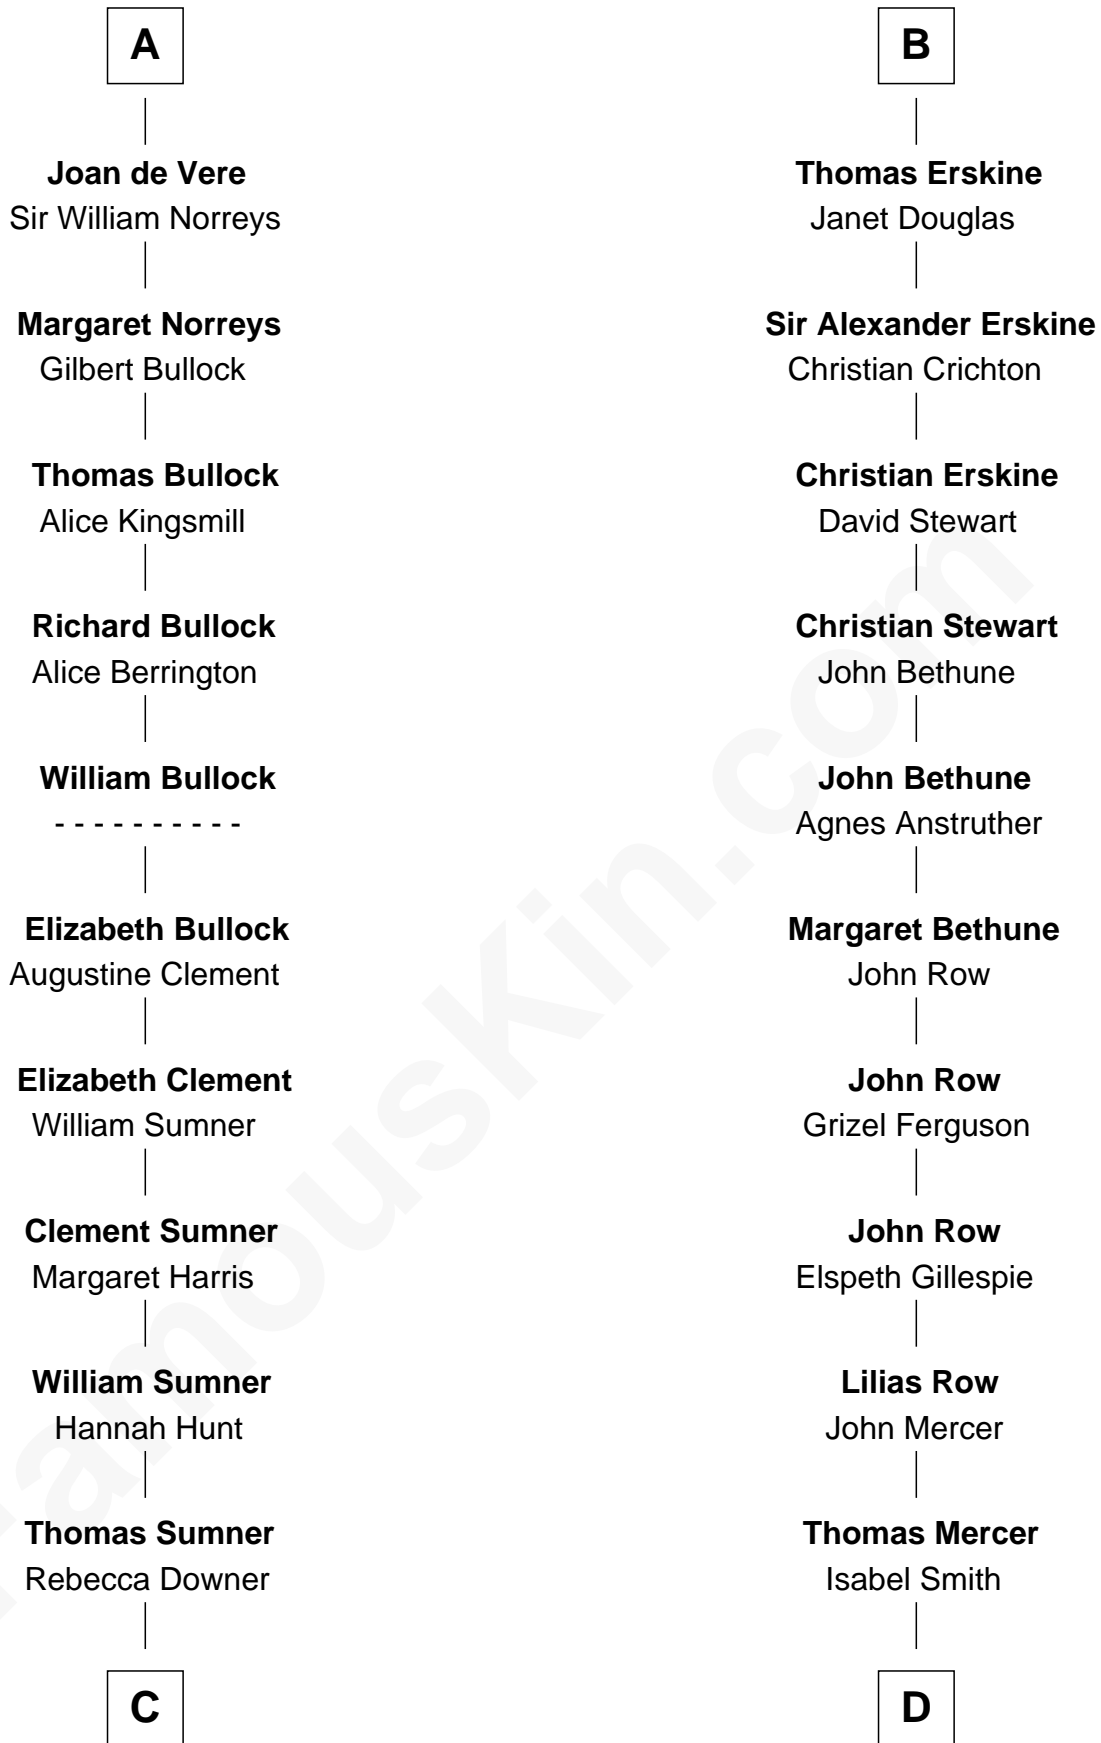 A
Joan de Vere
Sir William Norreys
Margaret Norreys
Gilbert Bullock
Thomas Bullock
Alice Kingsmill
Richard Bullock
Alice Berrington
William Bullock
- - - - - - - - - -
Elizabeth Bullock
Augustine Clement
Elizabeth Clement
William Sumner
Clement Sumner
Margaret Harris
William Sumner
Hannah Hunt
Thomas Sumner
Rebecca Downer
C
B
Thomas Erskine
Janet Douglas
Sir Alexander Erskine
Christian Crichton
Christian Erskine
David Stewart
Christian Stewart
John Bethune
John Bethune
Agnes Anstruther
Margaret Bethune
John Row
John Row
Grizel Ferguson
John Row
Elspeth Gillespie
Lilias Row
John Mercer
Thomas Mercer
Isabel Smith
D
FamousKin.com